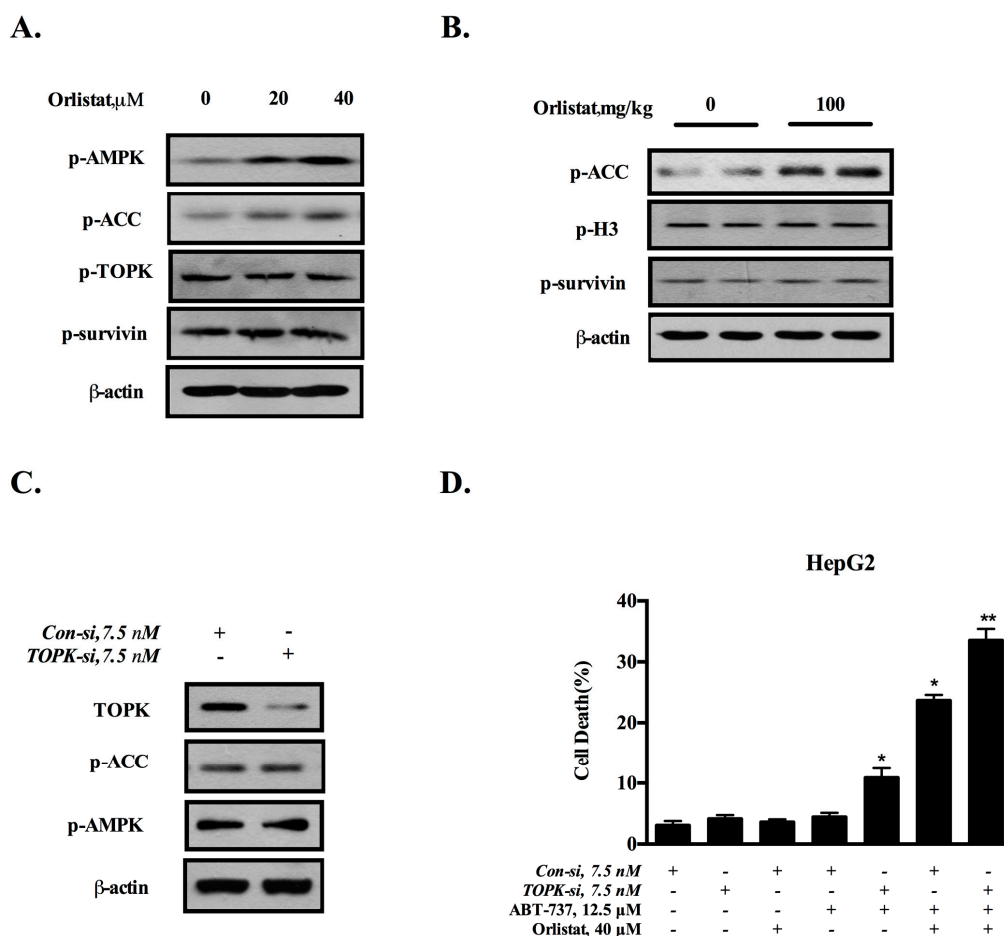 A.
Orlistat,μM 0 20 40
p-AMPK
p-ACC
p-TOPK
p-survivin
β-actin
B.
Orlistat,mg/kg 0 100
p-ACC
p-H3
p-survivin
β-actin
C.
Con-si,7.5 nM + -
TOPK-si,7.5 nM - +
TOPK
p-ACC
p-AMPK
β-actin
D.
HepG2
Cell Death(%)
40
30
20
10
0
* * **
Con-si, 7.5 nM + - + + - + -
TOPK-si, 7.5 nM - + - - + - +
ABT-737, 12.5 μM - - - + + + +
Orlistat, 40 μM - - + - - + +